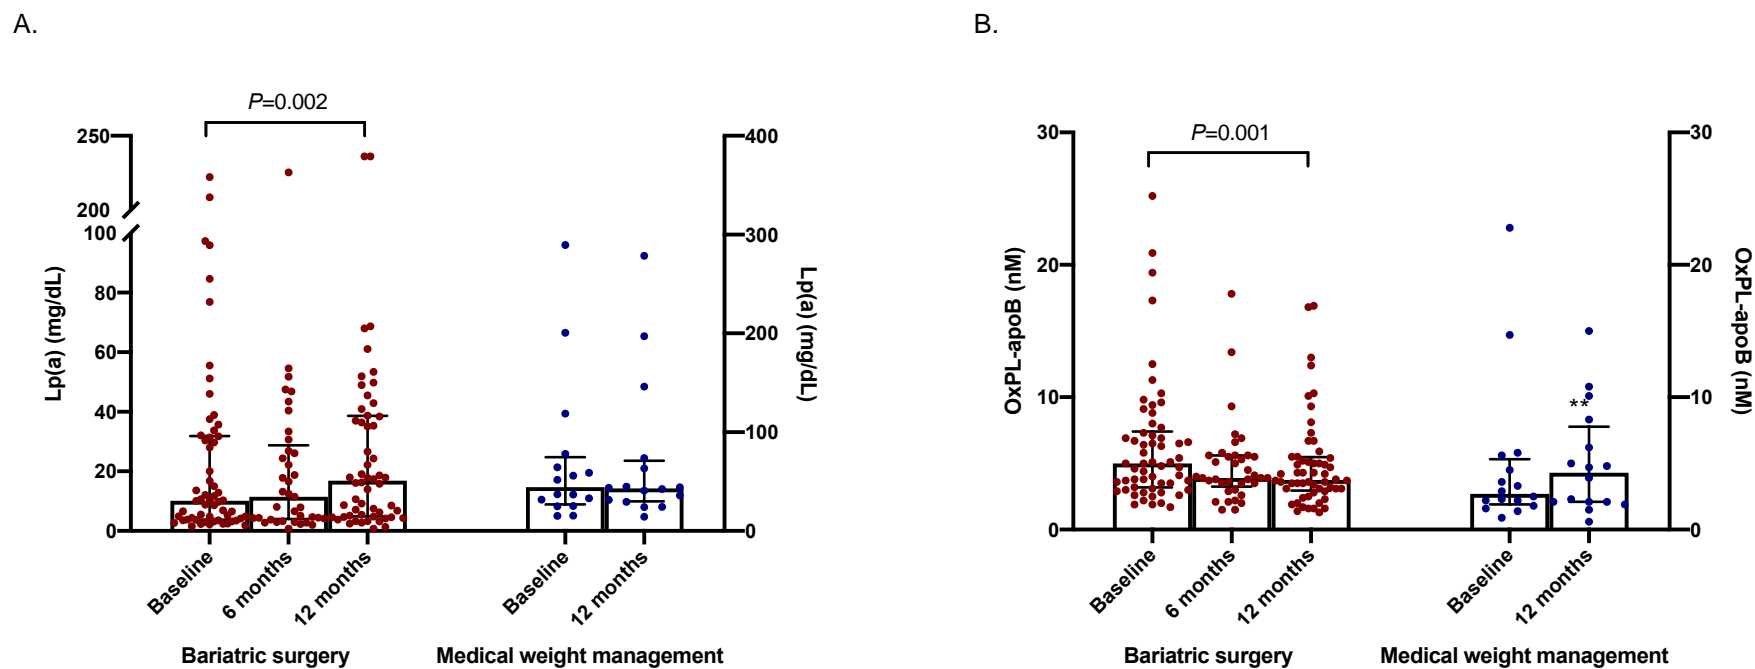 A.
P=0.002
250
200
100
80
60
40
20
0
Lp(a) (mg/dL)
400
300
200
100
0
Lp(a) (mg/dL)
Baseline
6 months
12 months
Baseline
12 months
Bariatric surgery
Medical weight management
B.
P=0.001
30
20
10
0
OxPL-apoB (nM)
**
30
20
10
0
OxPL-apoB (nM)
Baseline
6 months
12 months
Baseline
12 months
Bariatric surgery
Medical weight management